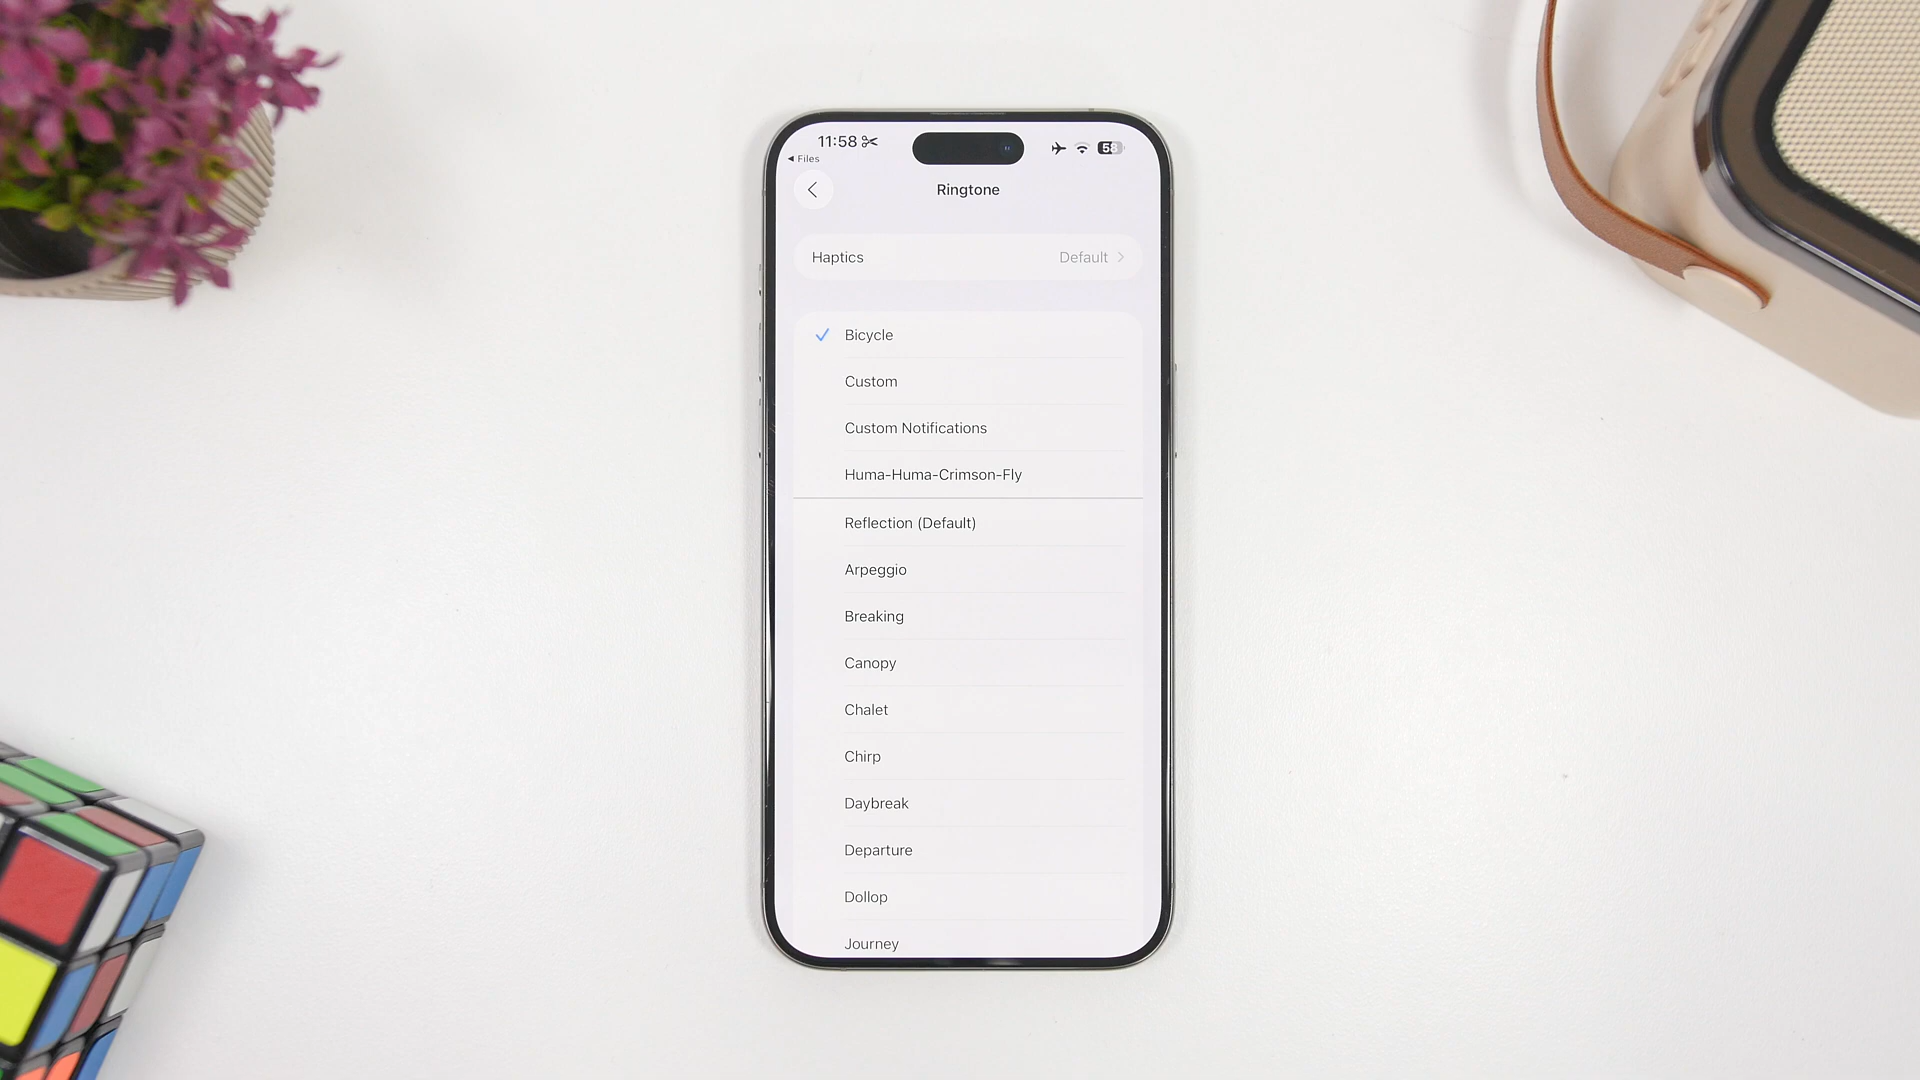 11:58
◀ Files
Ringtone
Haptics
Default
Bicycle
Custom
Custom Notifications
Huma-Huma-Crimson-Fly
Reflection (Default)
Arpeggio
Breaking
Canopy
Chalet
Chirp
Daybreak
Departure
Dollop
Journey